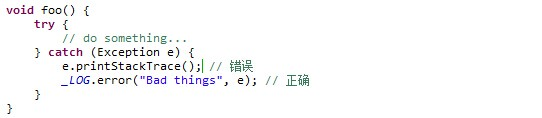 void foo() {
    try {
        // do something...
    } catch (Exception e) {
        e.printStackTrace(); // 错误
        _LOG.error("Bad things", e); // 正确
    }
}